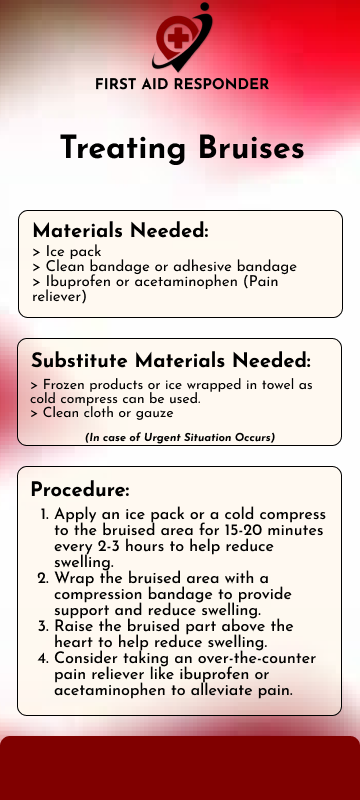 FIRST AID RESPONDER
Treating Bruises
Materials Needed:
> Ice pack
> Clean bandage or adhesive bandage
> Ibuprofen or acetaminophen (Pain
reliever)
Substitute Materials Needed:
> Frozen products or ice wrapped in towel as
cold compress can be used.
> Clean cloth or gauze
(In case of Urgent Situation Occurs)
Procedure:
1. Apply an ice pack or a cold compress
to the bruised area for 15-20 minutes
every 2-3 hours to help reduce
swelling.
2. Wrap the bruised area with a
compression bandage to provide
support and reduce swelling.
3. Raise the bruised part above the
heart to help reduce swelling.
4. Consider taking an over-the-counter
pain reliever like ibuprofen or
acetaminophen to alleviate pain.